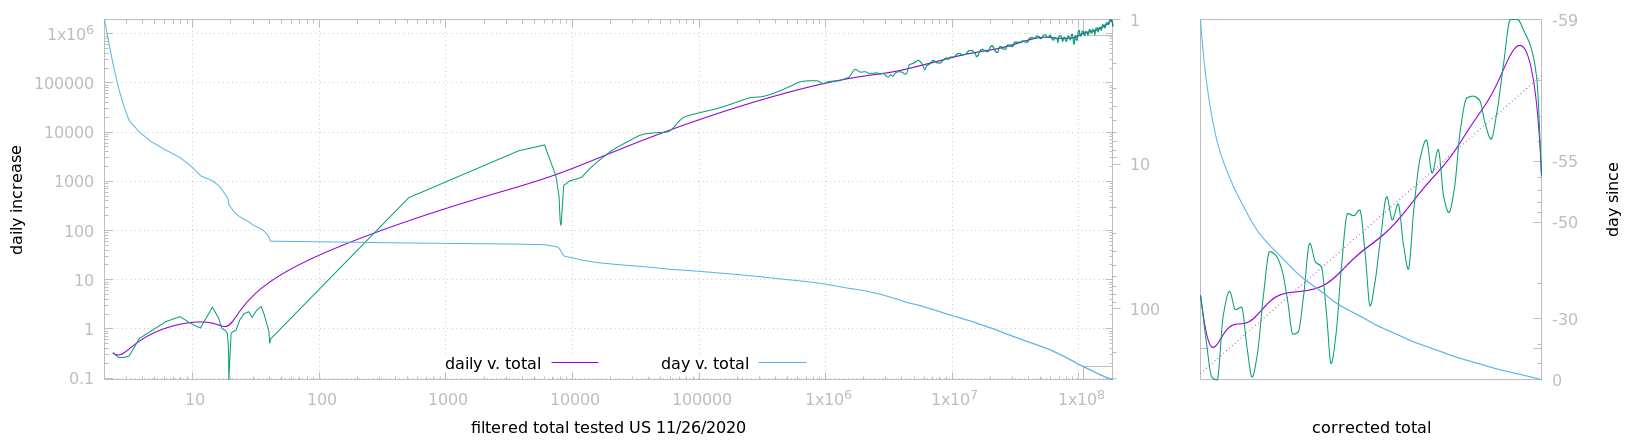 daily increase
1x10⁶
100000
10000
1000
100
10
1
0.1
daily v. total
day v. total
10
100
1000
10000
100000
1x10⁶
1x10⁷
1x10⁸
filtered total tested US 11/26/2020
1
10
100
-59
-55
-50
-30
0
day since
corrected total